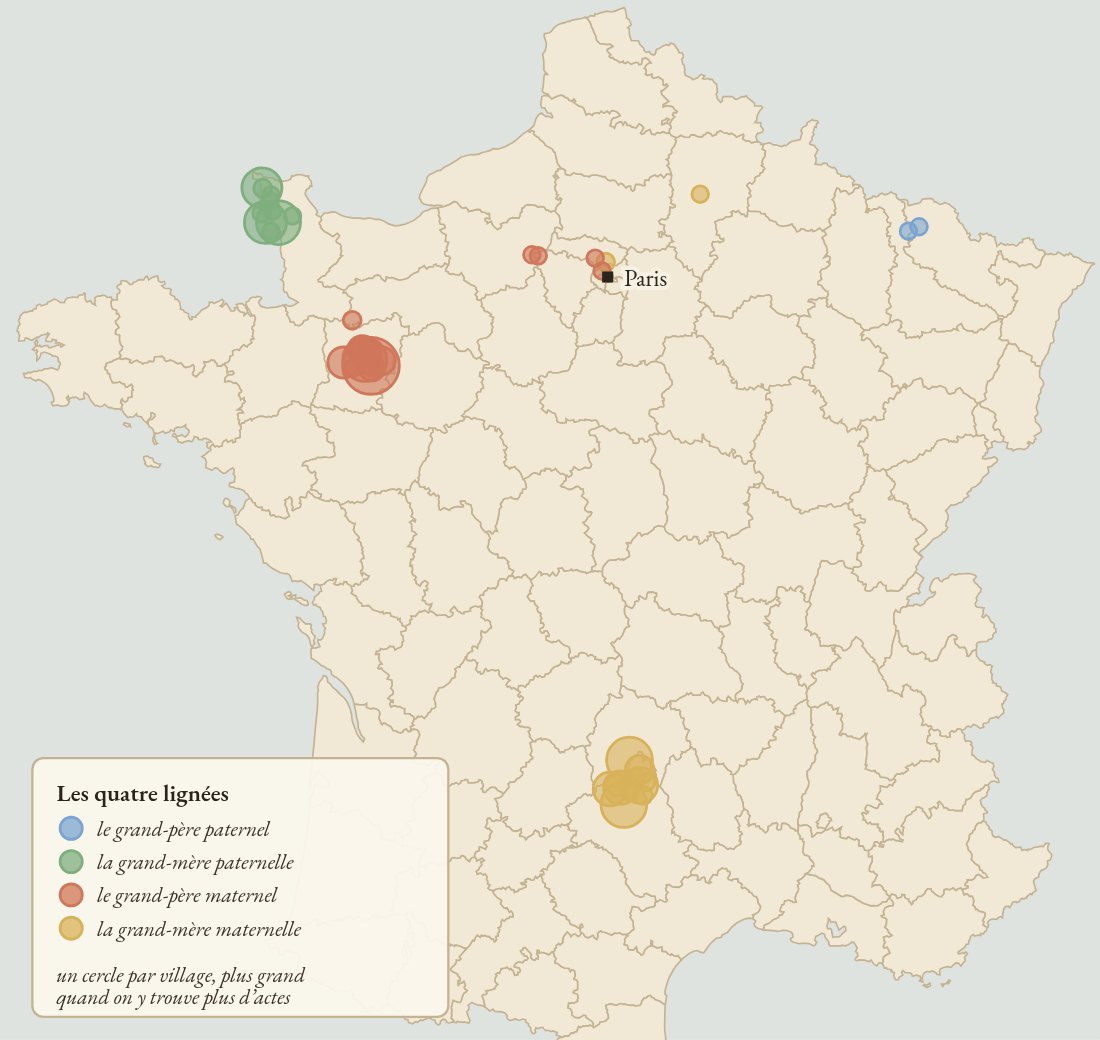 Paris
Les quatre lignées
le grand-père paternel
la grand-mère paternelle
le grand-père maternel
la grand-mère maternelle
un cercle par village, plus grand
quand on y trouve plus d'actes